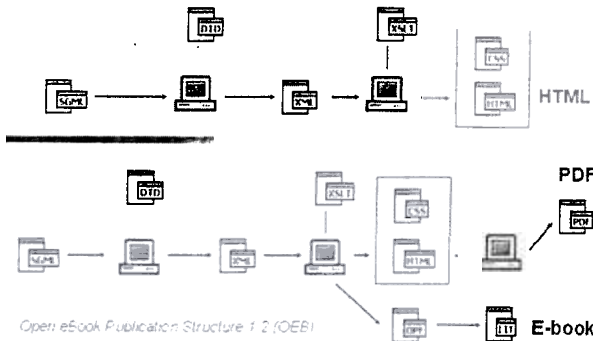 DTD
XSLT
CSS
SGML
XML
HTML
HTML
PDF
DTD
XSLT
CSS
PDF
SGML
XML
HTML
Open eBook Publication Structure 1.2 (OEB)
OPF
LIT
E-book